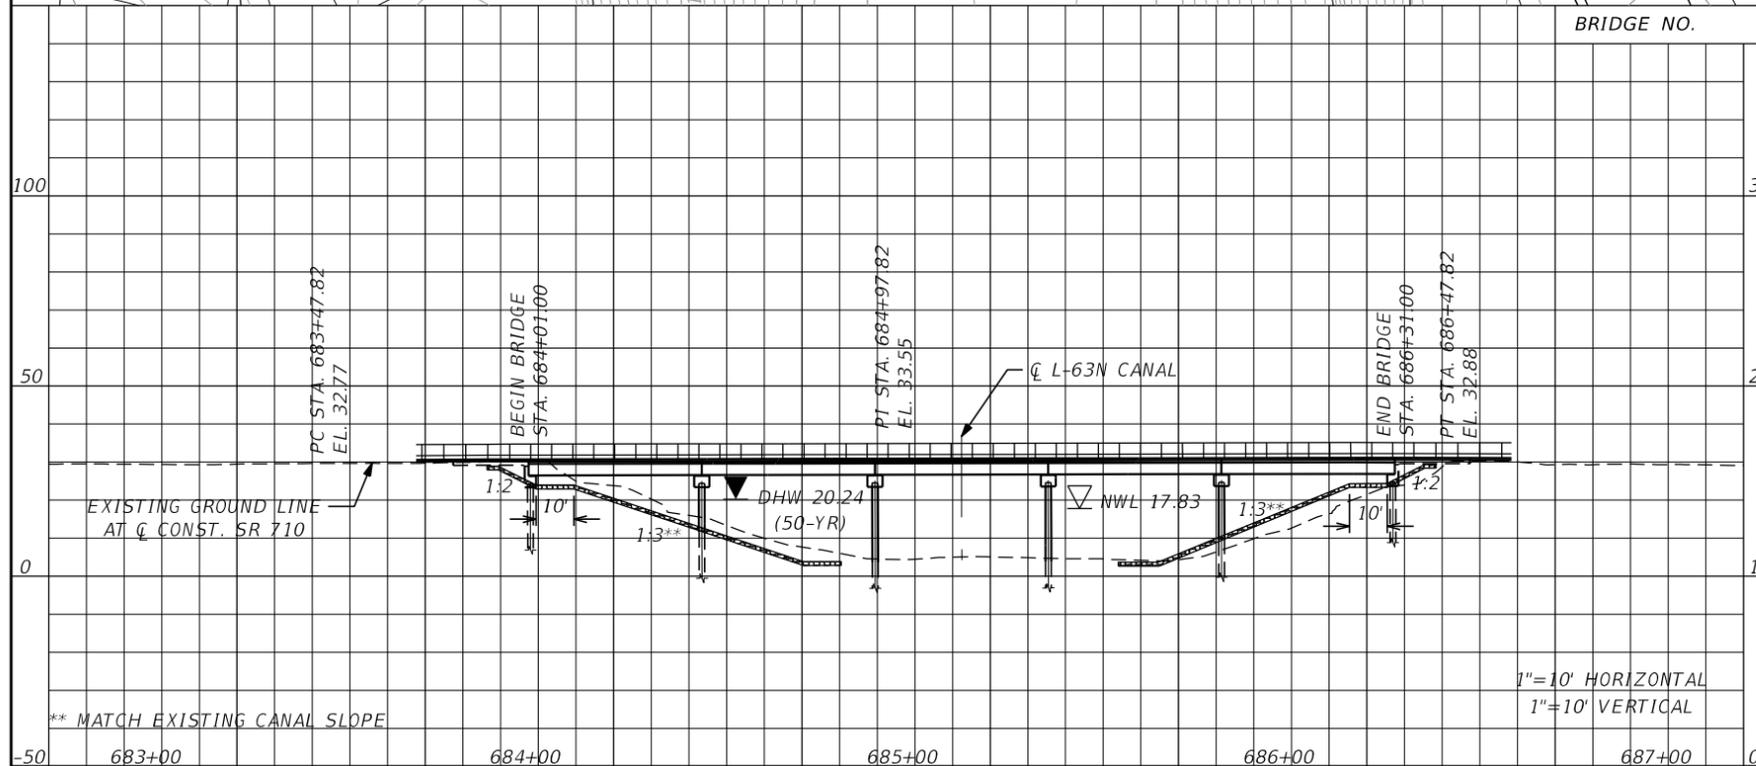 BRIDGE NO.
100
3
PC STA. 683+47.82
EL. 32.77
BEGIN BRIDGE
STA. 684+01.00
PI STA. 684+97.82
EL. 33.55
END BRIDGE
STA. 686+31.00
PT STA. 686+47.82
EL. 32.88
50
2
℄ L-63N CANAL
EXISTING GROUND LINE
AT ℄ CONST. SR 710
1:2
10'
1:3**
DHW 20.24
(50-YR)
NWL 17.83
1:3**
10'
1:2
0
1
1"=10' HORIZONTAL
1"=10' VERTICAL
** MATCH EXISTING CANAL SLOPE
-50
683+00
684+00
685+00
686+00
687+00
0